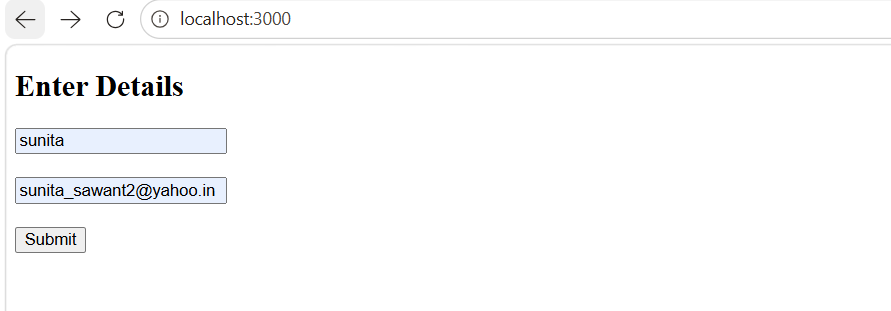 localhost:3000
Enter Details
sunita
sunita_sawant2@yahoo.in
Submit